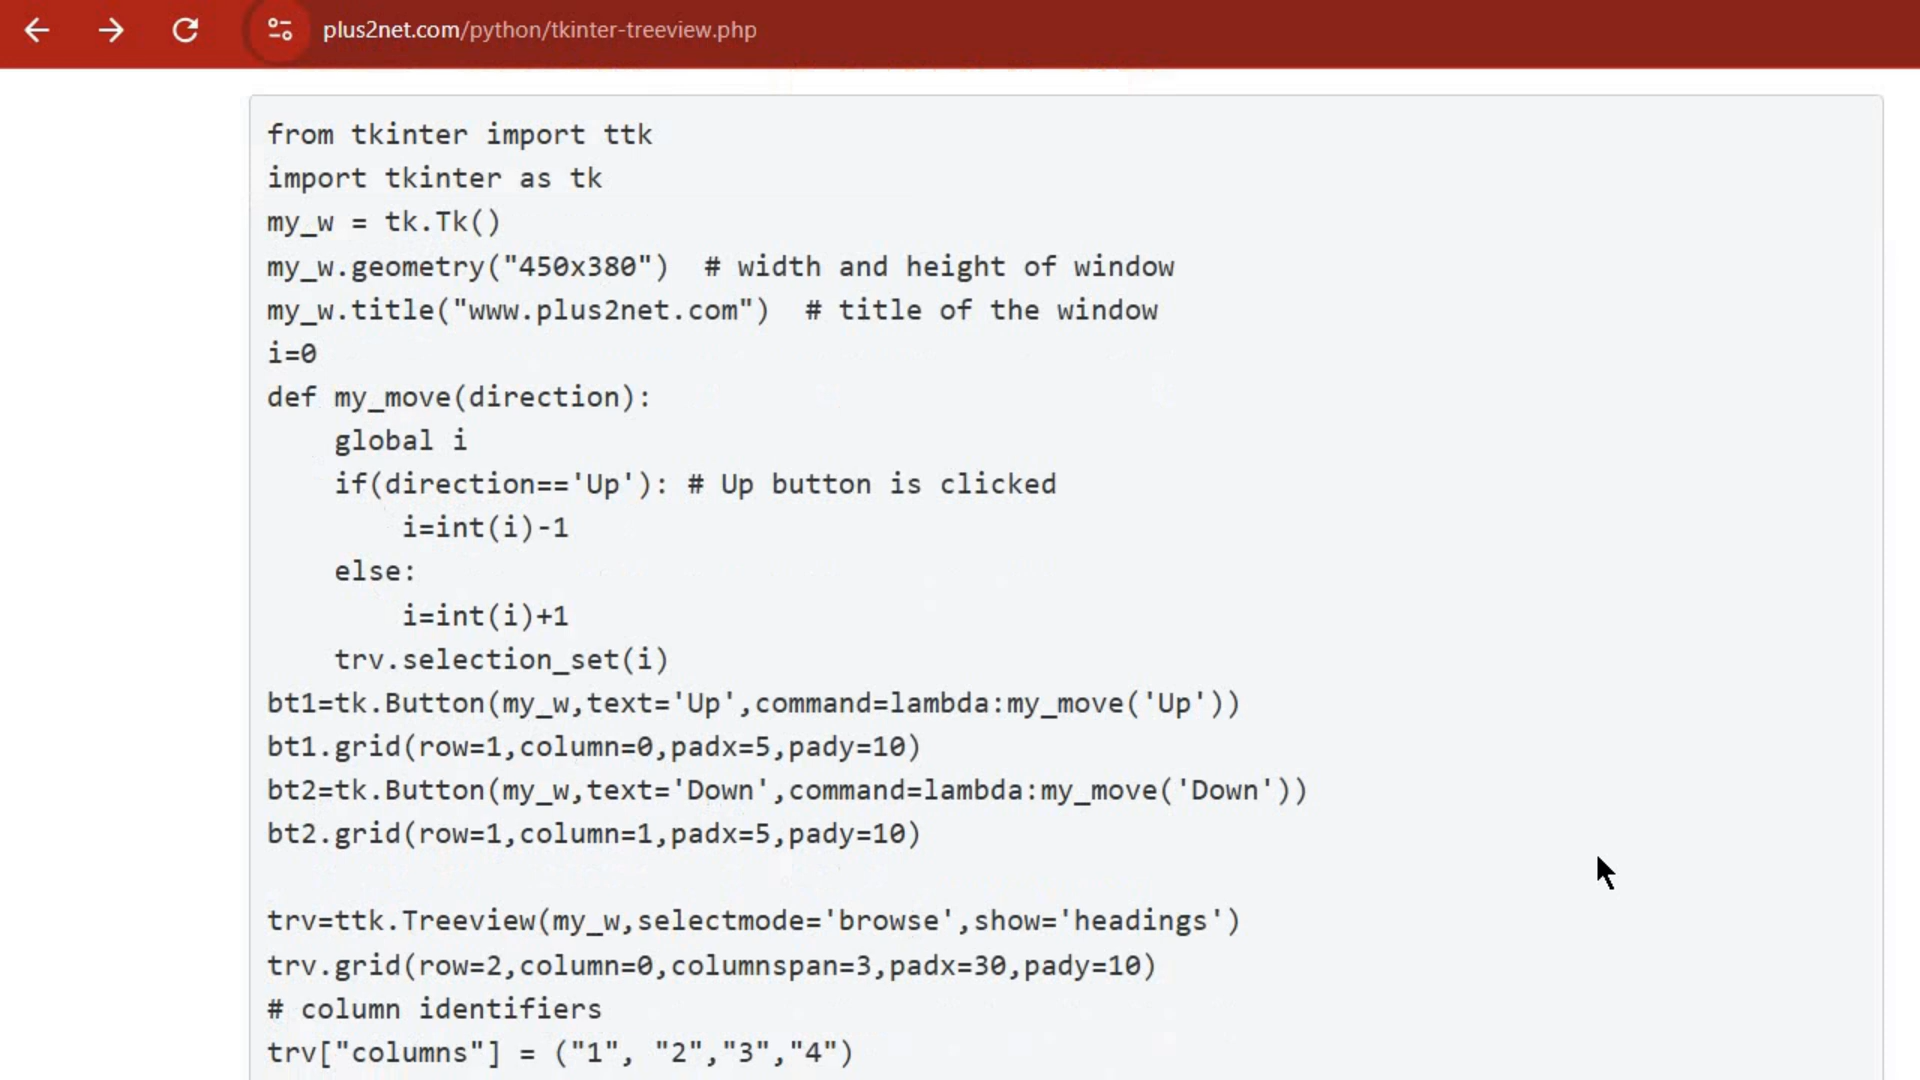 plus2net.com/python/tkinter-treeview.php
from tkinter import ttk
import tkinter as tk
my_w = tk.Tk()
my_w.geometry("450x380")  # width and height of window
my_w.title("www.plus2net.com")  # title of the window
i=0
def my_move(direction):
    global i
    if(direction=='Up'): # Up button is clicked
        i=int(i)-1
    else:
        i=int(i)+1
    trv.selection_set(i)
bt1=tk.Button(my_w,text='Up',command=lambda:my_move('Up'))
bt1.grid(row=1,column=0,padx=5,pady=10)
bt2=tk.Button(my_w,text='Down',command=lambda:my_move('Down'))
bt2.grid(row=1,column=1,padx=5,pady=10)

trv=ttk.Treeview(my_w,selectmode='browse',show='headings')
trv.grid(row=2,column=0,columnspan=3,padx=30,pady=10)
# column identifiers
trv["columns"] = ("1", "2","3","4")